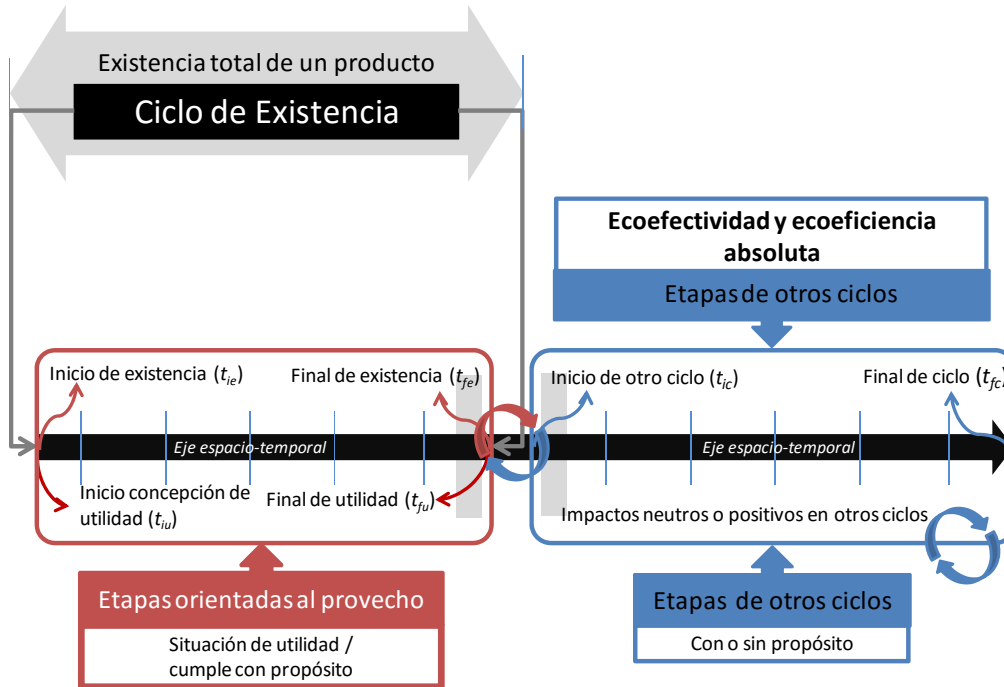 Existencia total de un producto
Ciclo de Existencia
Ecoefectividad y ecoeficiencia
absoluta
Etapas de otros ciclos
Inicio de existencia (tie)
Final de existencia (tfe)
Inicio de otro ciclo (tic)
Final de ciclo (tfc)
Eje espacio-temporal
Eje espacio-temporal
Inicio concepción de
utilidad (tiu)
Final de utilidad (tfu)
Impactos neutros o positivos en otros ciclos
Etapas orientadas al provecho
Situación de utilidad /
cumple con propósito
Etapas de otros ciclos
Con o sin propósito